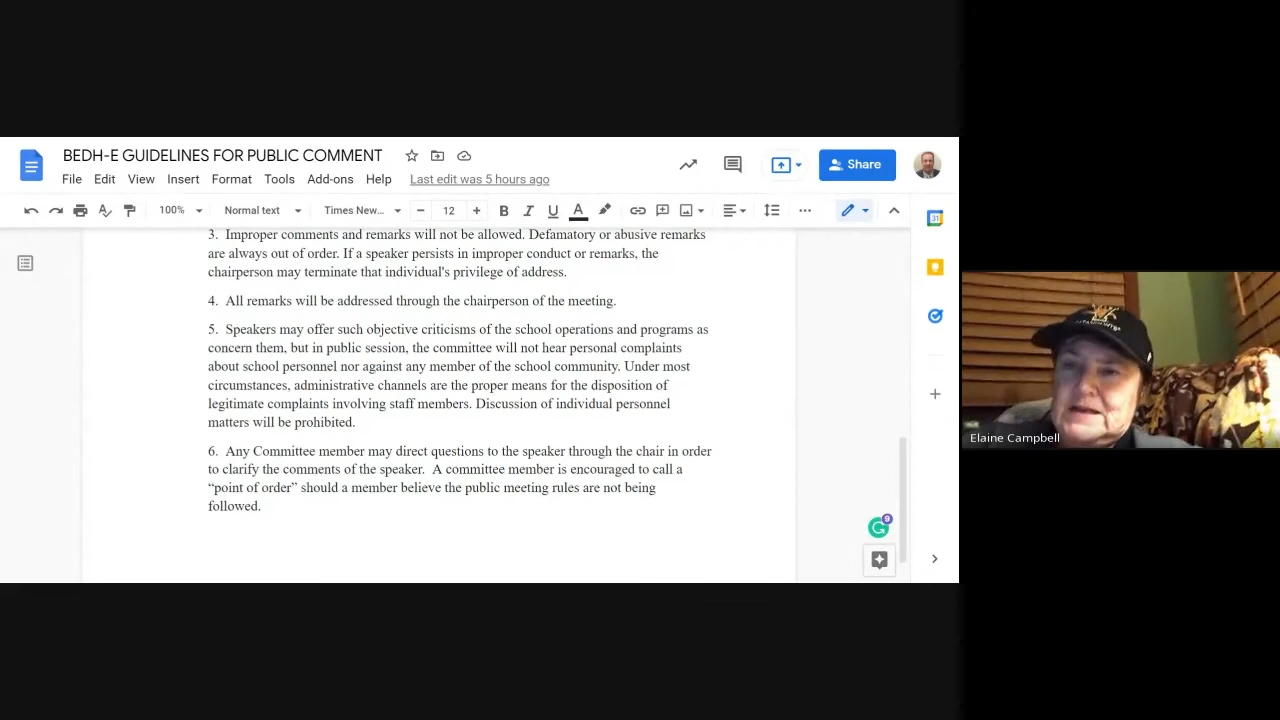 BEDH-E GUIDELINES FOR PUBLIC COMMENT
Share
File Edit View Insert Format Tools Add-ons Help Last edit was 5 hours ago
100% Normal text Times New... − 12 + B I U A
31
3. Improper comments and remarks will not be allowed. Defamatory or abusive remarks
are always out of order. If a speaker persists in improper conduct or remarks, the
chairperson may terminate that individual's privilege of address.
4. All remarks will be addressed through the chairperson of the meeting.
5. Speakers may offer such objective criticisms of the school operations and programs as
concern them, but in public session, the committee will not hear personal complaints
about school personnel nor against any member of the school community. Under most
circumstances, administrative channels are the proper means for the disposition of
legitimate complaints involving staff members. Discussion of individual personnel
matters will be prohibited.
6. Any Committee member may direct questions to the speaker through the chair in order
to clarify the comments of the speaker. A committee member is encouraged to call a
“point of order” should a member believe the public meeting rules are not being
followed.
9
Elaine Campbell